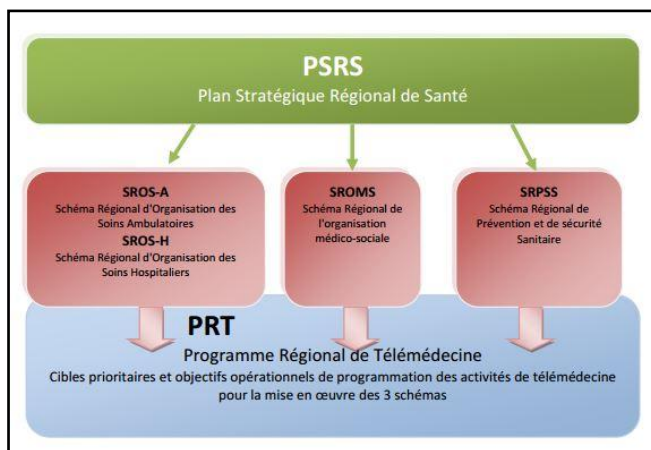 PSRS
Plan Stratégique Régional de Santé
SROS-A
Schéma Régional d'Organisation des
Soins Ambulatoires
SROS-H
Schéma Régional d'Organisation des
Soins Hospitaliers
SROMS
Schéma Régional de
l'organisation
médico-sociale
SRPSS
Schéma Régional de
Prévention et de sécurité
Sanitaire
PRT
Programme Régional de Télémédecine
Cibles prioritaires et objectifs opérationnels de programmation des activités de télémédecine
pour la mise en œuvre des 3 schémas